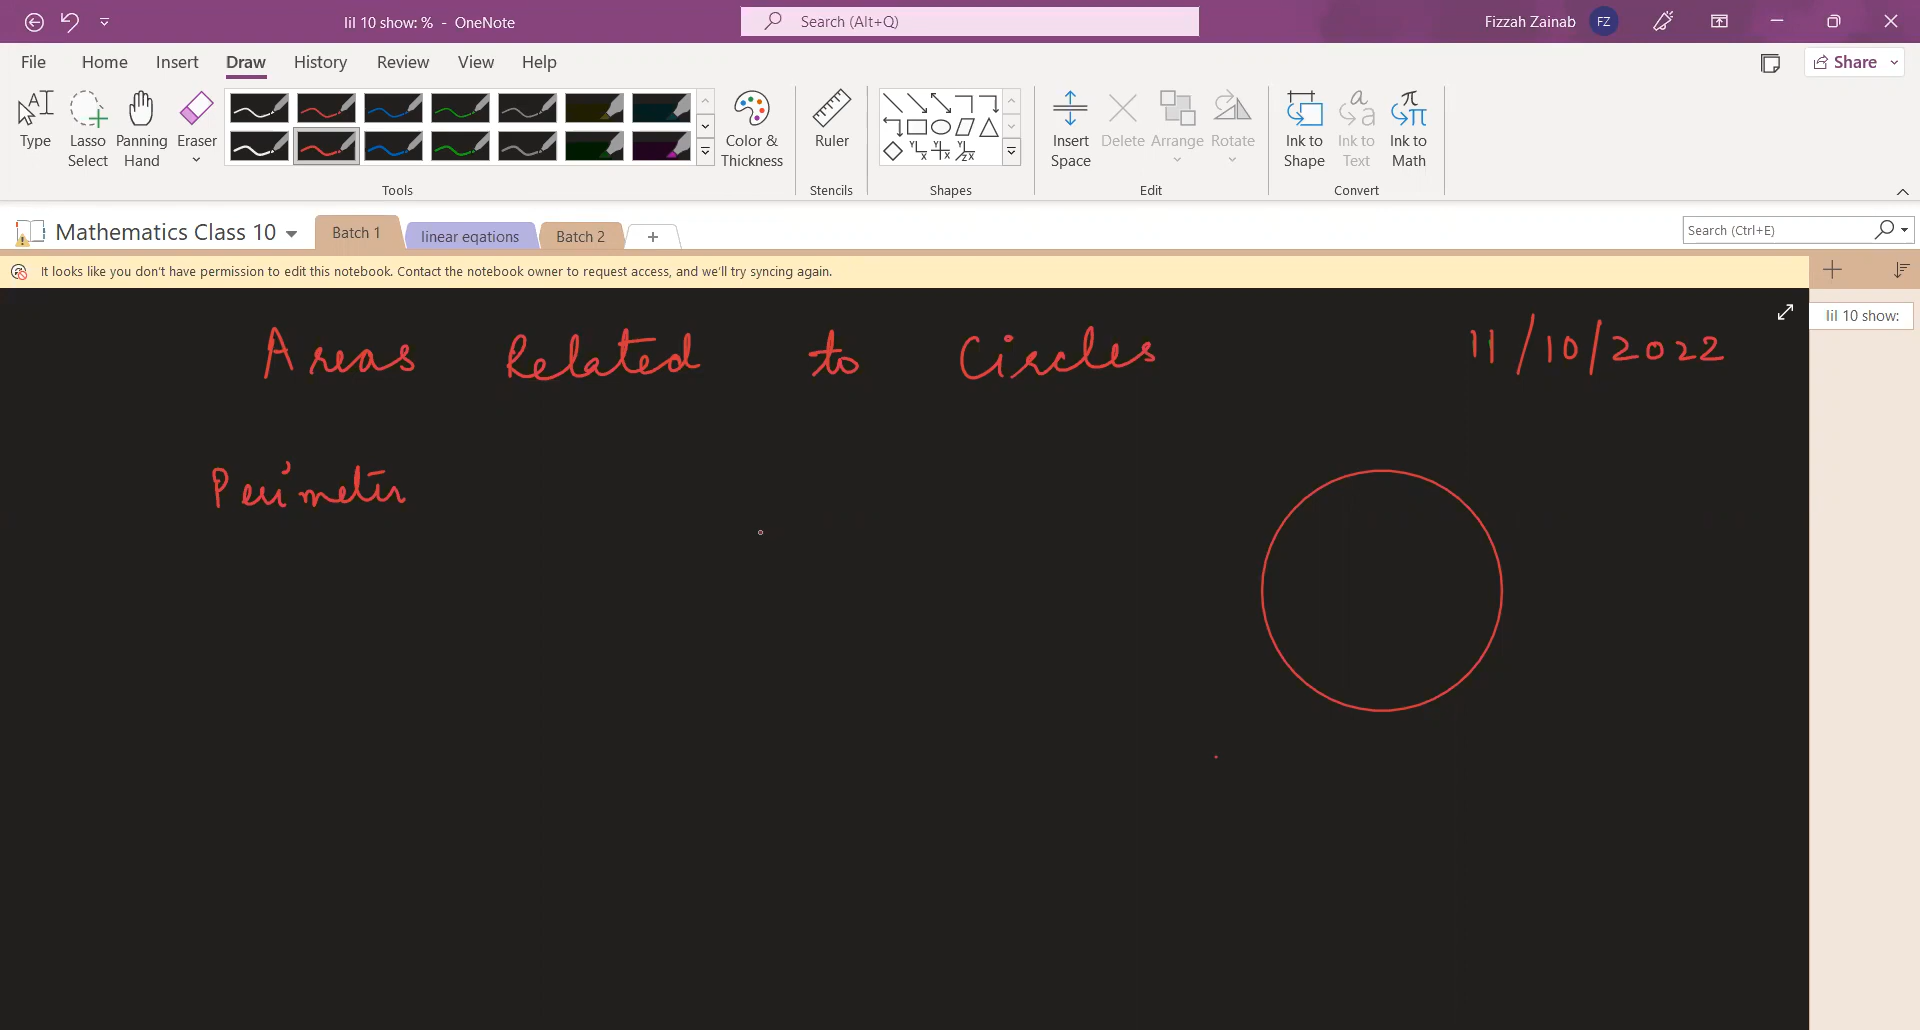 Iil 10 show: % - OneNote
Search (Alt+Q)
Fizzah Zainab FZ
File Home Insert Draw History Review View Help
Share
Type
Lasso Select
Panning Hand
Eraser
Color & Thickness
Ruler
Insert Space
Delete
Arrange
Rotate
Ink to Shape
Ink to Text
Ink to Math
Tools Stencils Shapes Edit Convert
Mathematics Class 10 Batch 1 linear eqations Batch 2
Search (Ctrl+E)
It looks like you don't have permission to edit this notebook. Contact the notebook owner to request access, and we'll try syncing again.
Iil 10 show:
Areas Related to Circles 11/10/2022
Perimeter